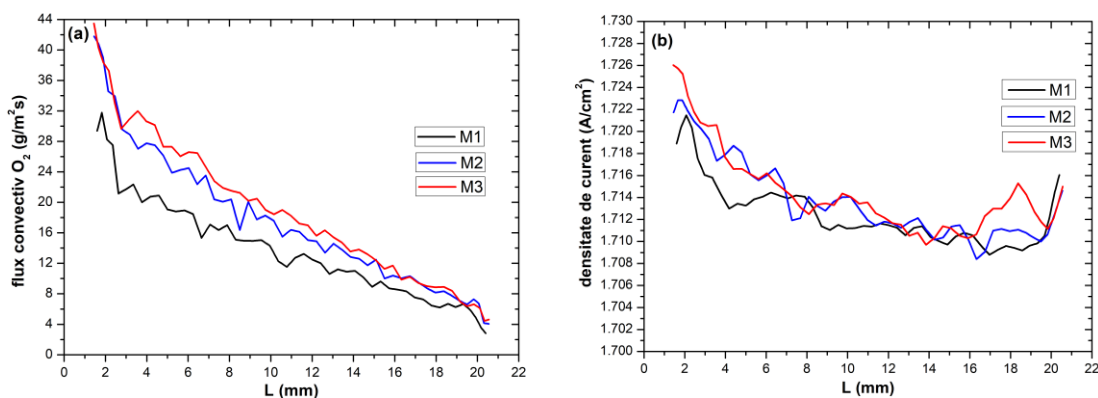 (a)
flux convectiv O2 (g/m2s)
44
40
36
32
28
24
20
16
12
8
4
0
M1
M2
M3
0 2 4 6 8 10 12 14 16 18 20 22
L (mm)
(b)
densitate de curent (A/cm2)
1.730
1.728
1.726
1.724
1.722
1.720
1.718
1.716
1.714
1.712
1.710
1.708
1.706
1.704
1.702
1.700
M1
M2
M3
0 2 4 6 8 10 12 14 16 18 20 22
L (mm)